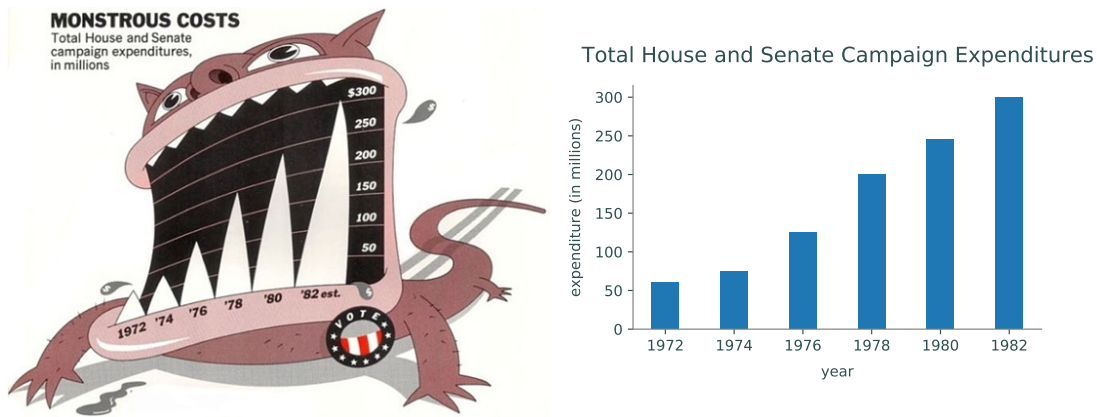 MONSTROUS COSTS
Total House and Senate
campaign expenditures,
in millions
$300
250
200
150
100
50
1972 '74 '76 '78 '80 '82 est.
VOTE
Total House and Senate Campaign Expenditures
expenditure (in millions)
300
250
200
150
100
50
0
1972 1974 1976 1978 1980 1982
year